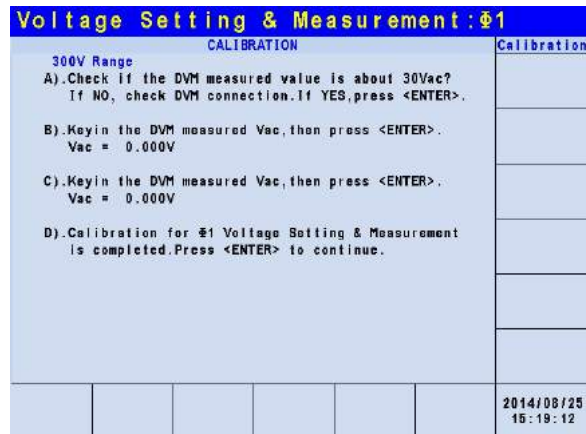 Voltage Setting & Measurement:Φ1
CALIBRATION
Calibration
300V Range
A).Check if the DVM measured value is about 30Vac?
If NO, check DVM connection.If YES,press <ENTER>.
B).Keyin the DVM measured Vac,then press <ENTER>.
Vac = 0.000V
C).Keyin the DVM measured Vac,then press <ENTER>.
Vac = 0.000V
D).Calibration for Φ1 Voltage Setting & Measurement
is completed.Press <ENTER> to continue.
2014/08/25
15:19:12